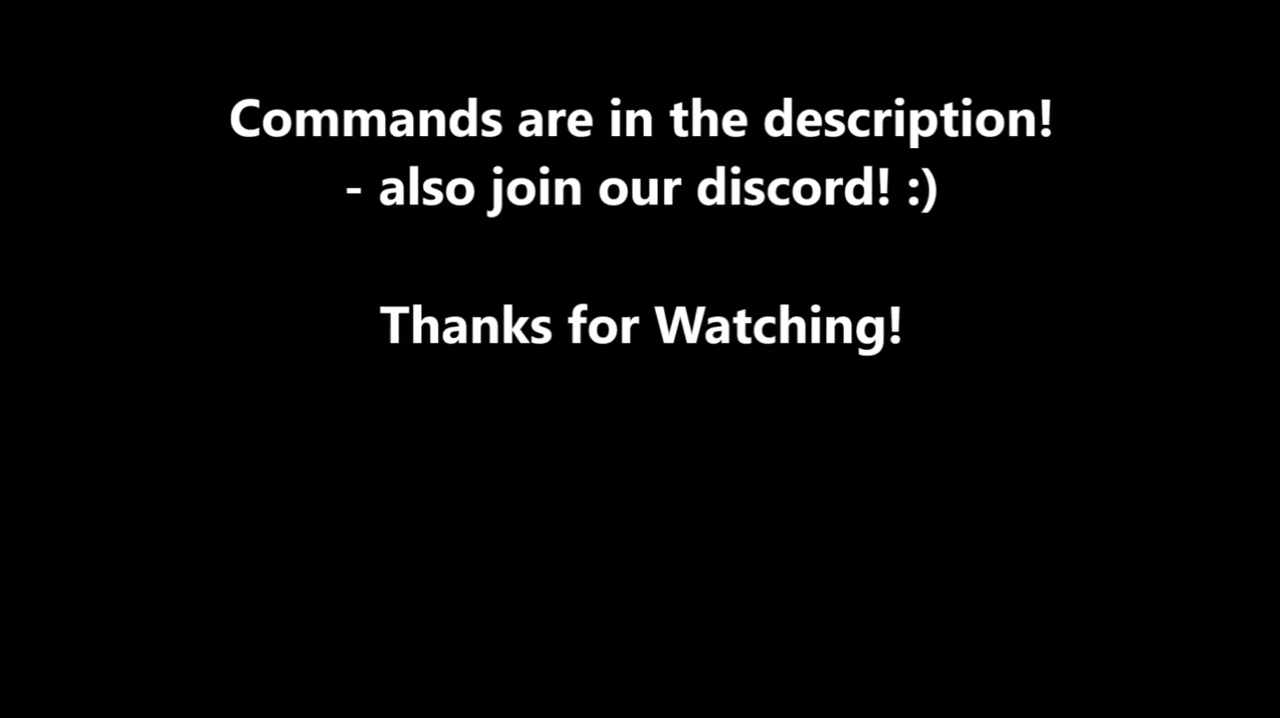 Commands are in the description!
- also join our discord! :)
Thanks for Watching!